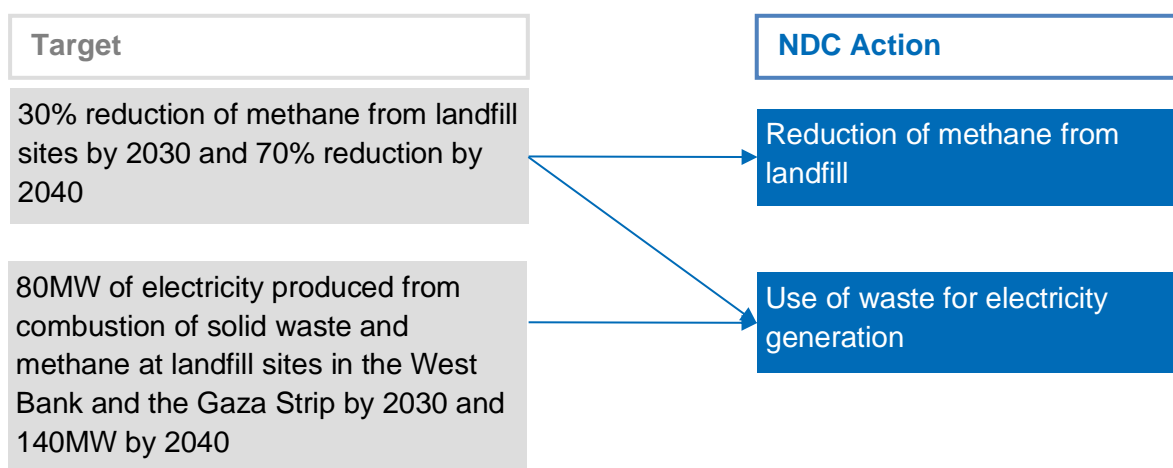 Target
NDC Action
30% reduction of methane from landfill
sites by 2030 and 70% reduction by
2040
Reduction of methane from
landfill
80MW of electricity produced from
combustion of solid waste and
methane at landfill sites in the West
Bank and the Gaza Strip by 2030 and
140MW by 2040
Use of waste for electricity
generation